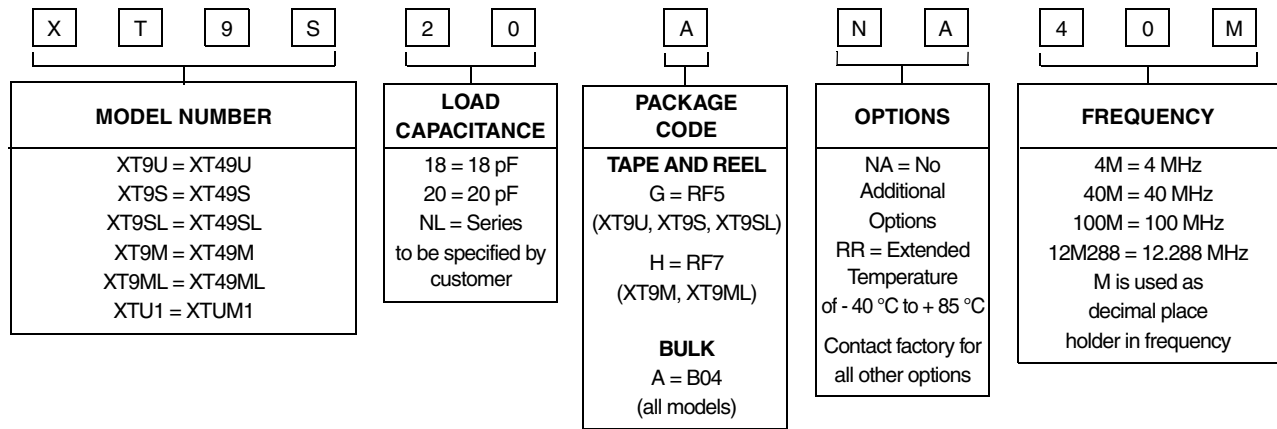 X T 9 S 2 0 A N A 4 0 M
MODEL NUMBER
XT9U = XT49U
XT9S = XT49S
XT9SL = XT49SL
XT9M = XT49M
XT9ML = XT49ML
XTU1 = XTUM1
LOAD
CAPACITANCE
18 = 18 pF
20 = 20 pF
NL = Series
to be specified by
customer
PACKAGE
CODE
TAPE AND REEL
G = RF5
(XT9U, XT9S, XT9SL)
H = RF7
(XT9M, XT9ML)
BULK
A = B04
(all models)
OPTIONS
NA = No
Additional
Options
RR = Extended
Temperature
of - 40 °C to + 85 °C
Contact factory for
all other options
FREQUENCY
4M = 4 MHz
40M = 40 MHz
100M = 100 MHz
12M288 = 12.288 MHz
M is used as
decimal place
holder in frequency